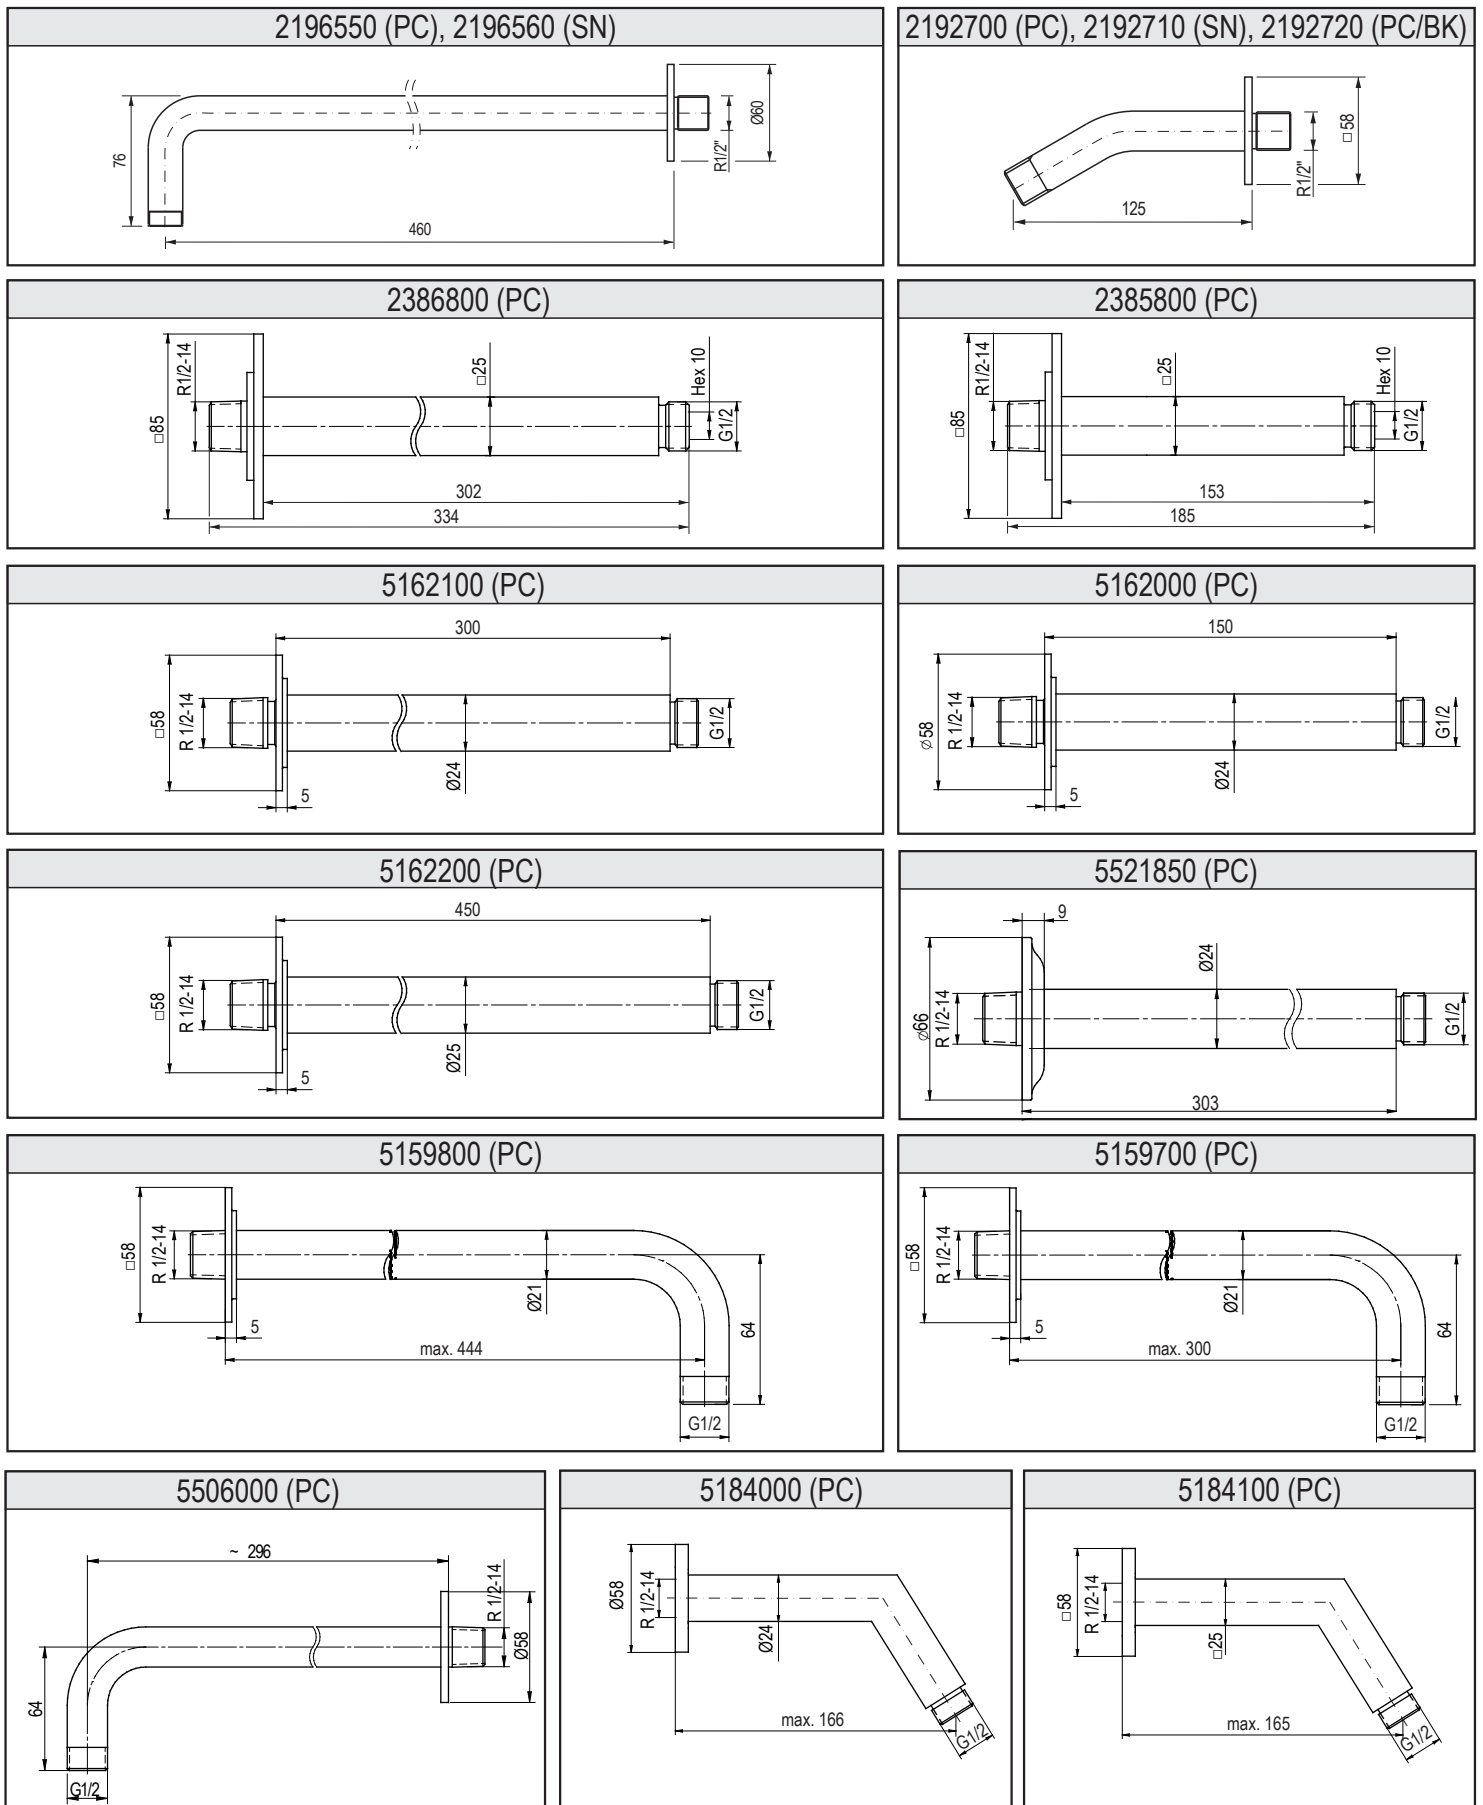 2196550 (PC), 2196560 (SN)
76
460
R1/2"
Ø60
2192700 (PC), 2192710 (SN), 2192720 (PC/BK)
125
R1/2"
□58
2386800 (PC)
□85
R1/2-14
□25
Hex 10
G1/2
302
334
2385800 (PC)
□85
R1/2-14
□25
Hex 10
G1/2
153
185
5162100 (PC)
300
□58
R 1/2-14
Ø24
G1/2
5
5162000 (PC)
150
⌀58
R 1/2-14
Ø24
G1/2
5
5162200 (PC)
450
□58
R 1/2-14
Ø25
G1/2
5
5521850 (PC)
9
⌀66
R 1/2-14
Ø24
G1/2
303
5159800 (PC)
□58
R 1/2-14
Ø21
64
5
max. 444
G1/2
5159700 (PC)
□58
R 1/2-14
Ø21
64
5
max. 300
G1/2
5506000 (PC)
~ 296
R 1/2-14
Ø58
64
G1/2
5184000 (PC)
Ø58
R 1/2-14
Ø24
max. 166
G1/2
5184100 (PC)
□58
R 1/2-14
□25
max. 165
G1/2